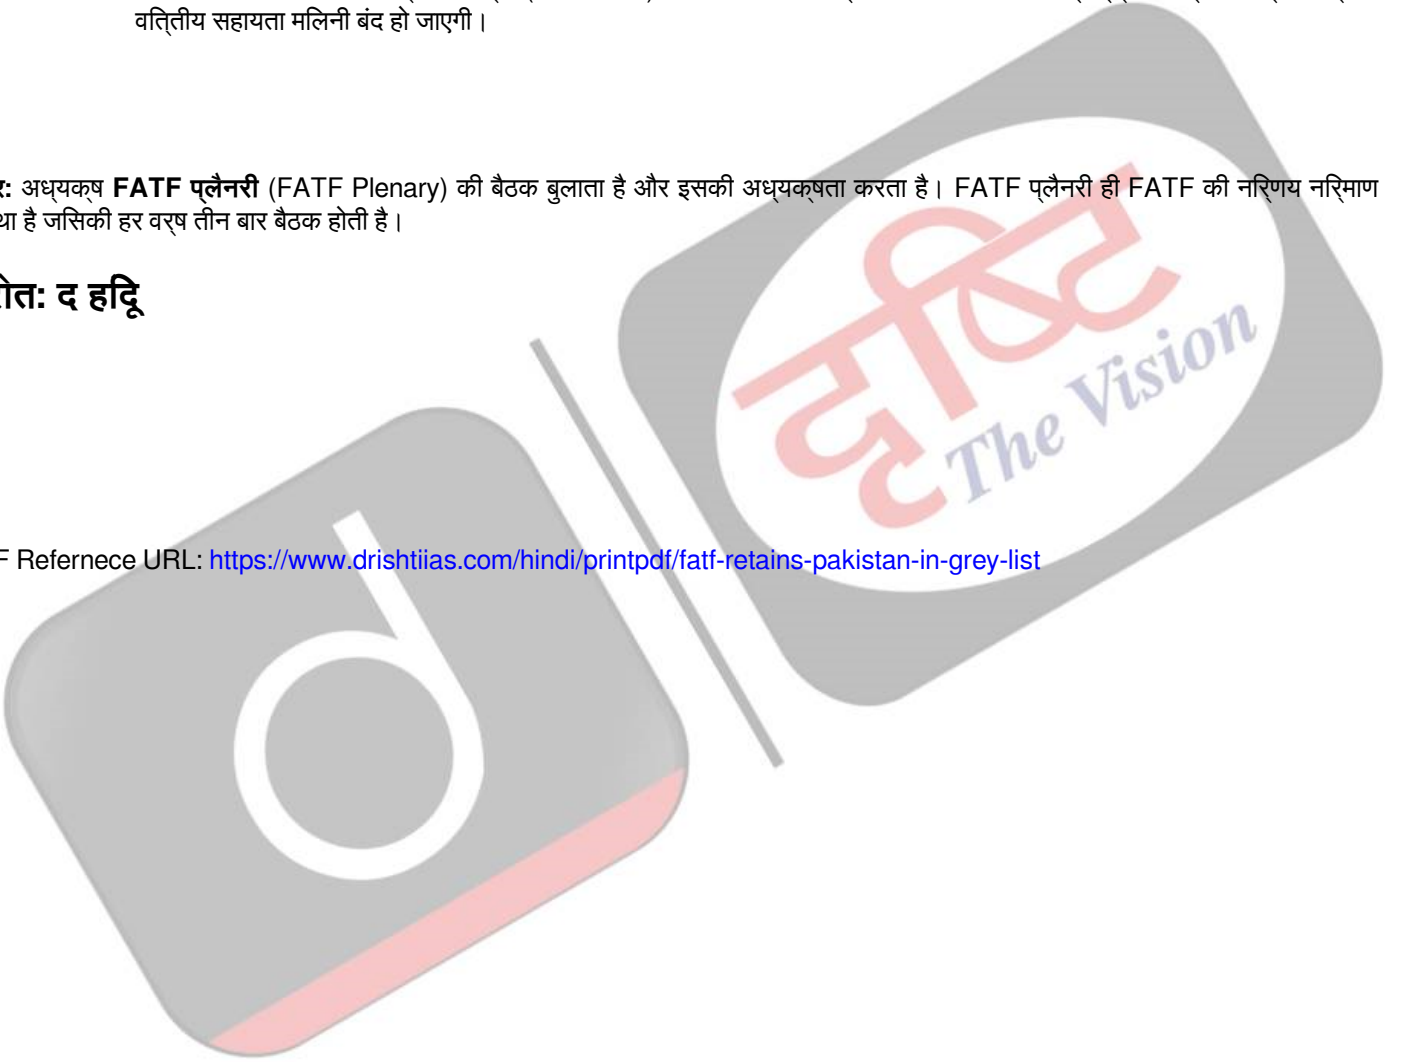 वित्तीय सहायता मिलनी बंद हो जाएगी।
र: अध्यक्ष FATF प्लैनरी (FATF Plenary) की बैठक बुलाता है और इसकी अध्यक्षता करता है। FATF प्लैनरी ही FATF की निर्णय निर्माण
था है जिसकी हर वर्ष तीन बार बैठक होती है।
रोत: द हिंदू
दृष्टि
The Vision
F Refernece URL: https://www.drishtiias.com/hindi/printpdf/fatf-retains-pakistan-in-grey-list